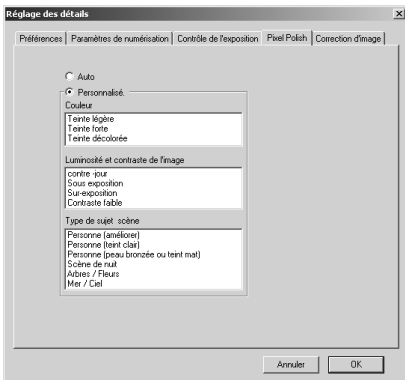 Réglage des détails
Préférences
Paramètres de numérisation
Contrôle de l'exposition
Pixel Polish
Correction d'image
Auto
Personnalisé.
Couleur
Teinte légère
Teinte forte
Teinte décolorée
Luminosité et contraste de l'image
contre -jour
Sous exposition
Sur-exposition
Contraste faible
Type de sujet scène
Personne (améliorer)
Personne (teint clair)
Personne (peau bronzée ou teint mat)
Scène de nuit
Arbres / Fleurs
Mer / Ciel
Annuler
OK